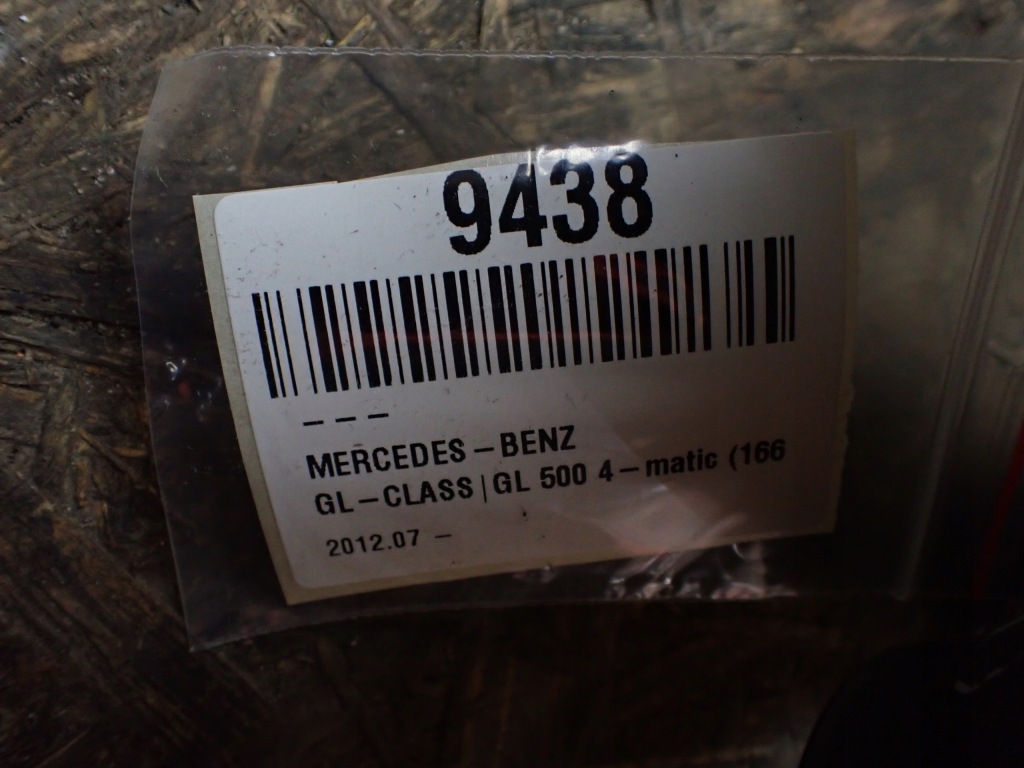 9438
– – –
MERCEDES–BENZ
GL–CLASS|GL 500 4–matic (166
2012.07 –